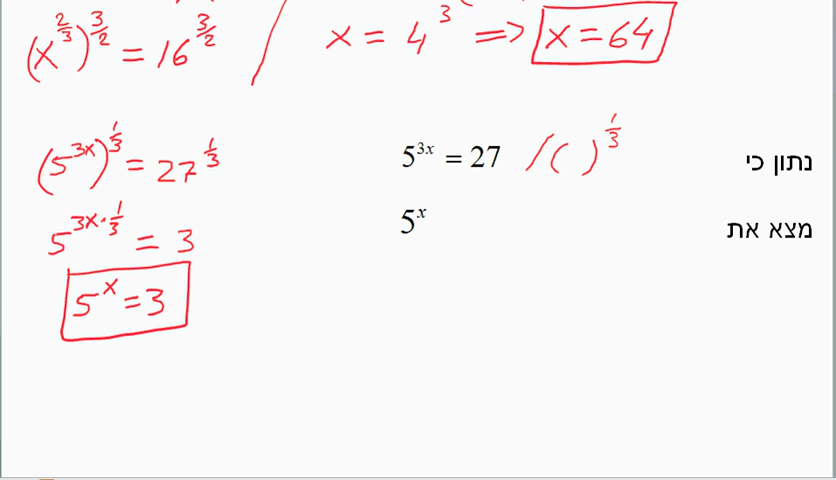 (x^{2/3})^{3/2} = 16^{3/2} / x = 4^3 => x = 64
נתון כי 5^{3x} = 27 /( )^{1/3}
(5^{3x})^{1/3} = 27^{1/3}
מצא את 5^x
5^{3x·1/3} = 3
5^x = 3